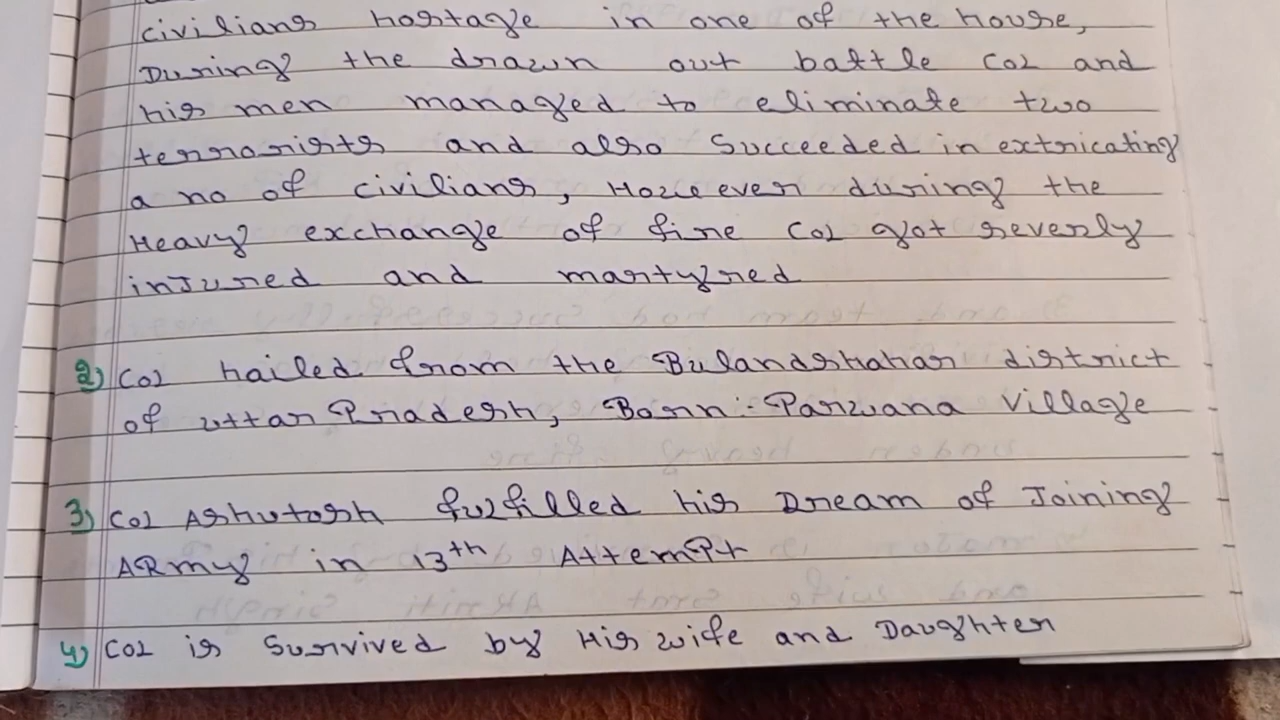 civilians hostage in one of the house,
During the drawn out battle Col and
his men managed to eliminate two
terrorists and also Succeeded in extricating
a no of civilians, However during the
Heavy exchange of fire Col got severly
inJured and martyred
2) Col hailed from the Bulandshahar district
of uttar Pradesh, Born :- Parwana Village
3) Col Ashutosh fulfilled his Dream of Joining
ARmy in 13th AttemPt
4) Col is Survived by His wife and Daughter